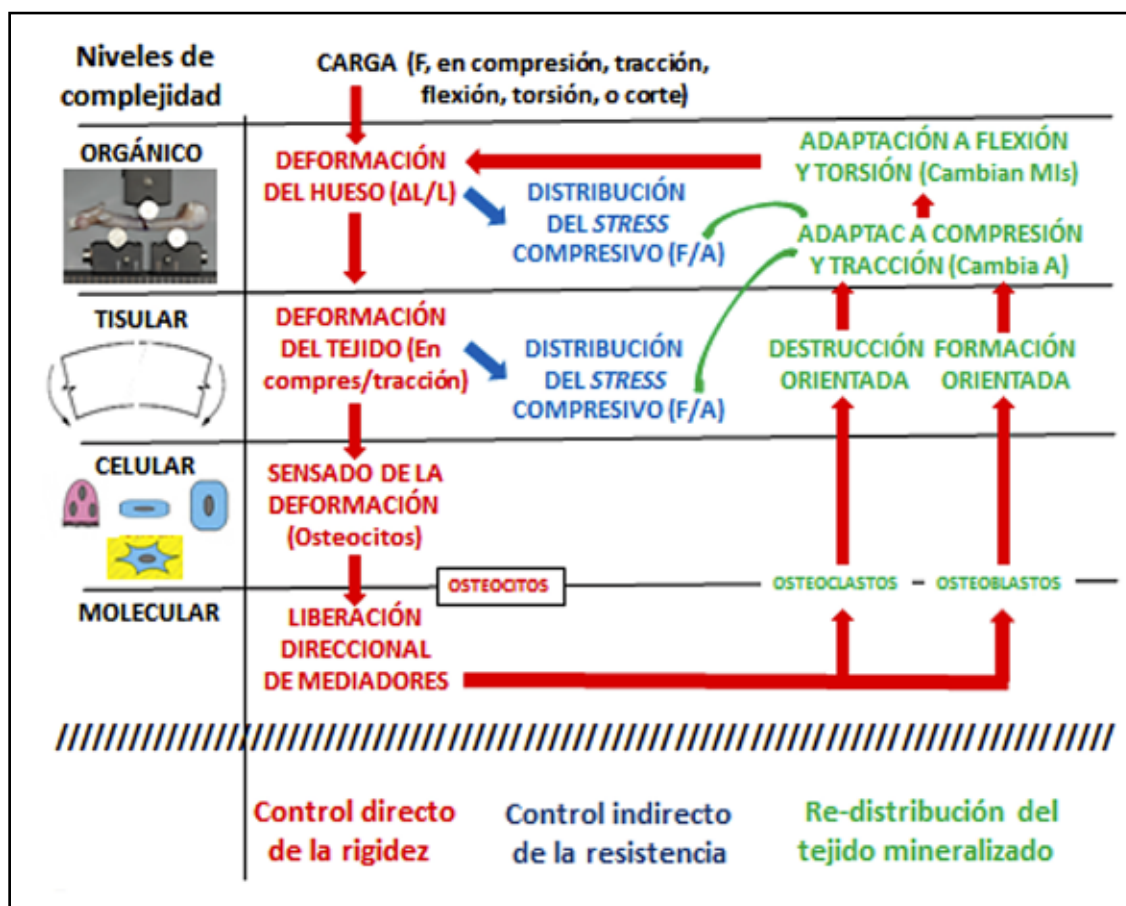 Niveles de
complejidad
CARGA (F, en compresión, tracción,
flexión, torsión, o corte)
ORGÁNICO
DEFORMACIÓN
DEL HUESO (ΔL/L)
DISTRIBUCIÓN
DEL STRESS
COMPRESIVO (F/A)
ADAPTACIÓN A FLEXIÓN
Y TORSIÓN (Cambian MIs)
ADAPTAC A COMPRESIÓN
Y TRACCIÓN (Cambia A)
TISULAR
DEFORMACIÓN
DEL TEJIDO (En
compres/tracción)
DISTRIBUCIÓN
DEL STRESS
COMPRESIVO (F/A)
DESTRUCCIÓN
ORIENTADA
FORMACIÓN
ORIENTADA
CELULAR
SENSADO DE LA
DEFORMACIÓN
(Osteocitos)
OSTEOCITOS
OSTEOCLASTOS
OSTEOBLASTOS
MOLECULAR
LIBERACIÓN
DIRECCIONAL
DE MEDIADORES
Control directo
de la rigidez
Control indirecto
de la resistencia
Re-distribución del
tejido mineralizado